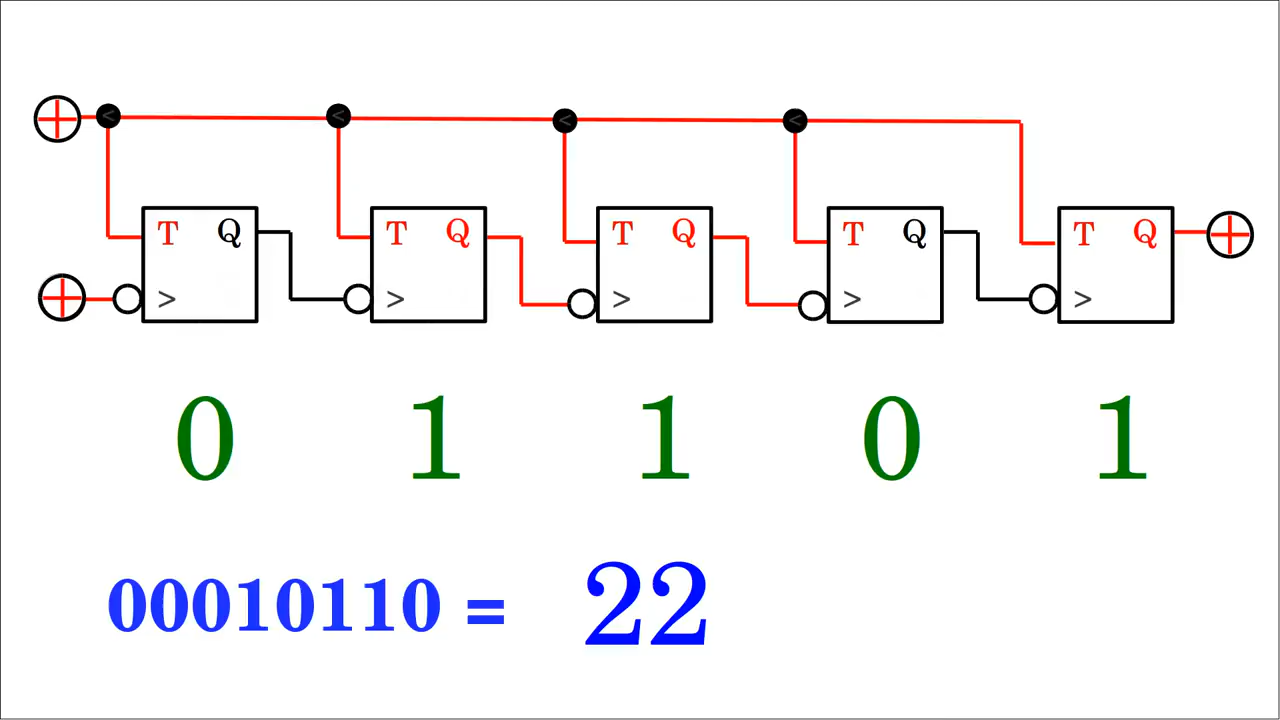 < < < <
T Q T Q T Q T Q T Q
> > > > >
0 1 1 0 1
00010110 = 22